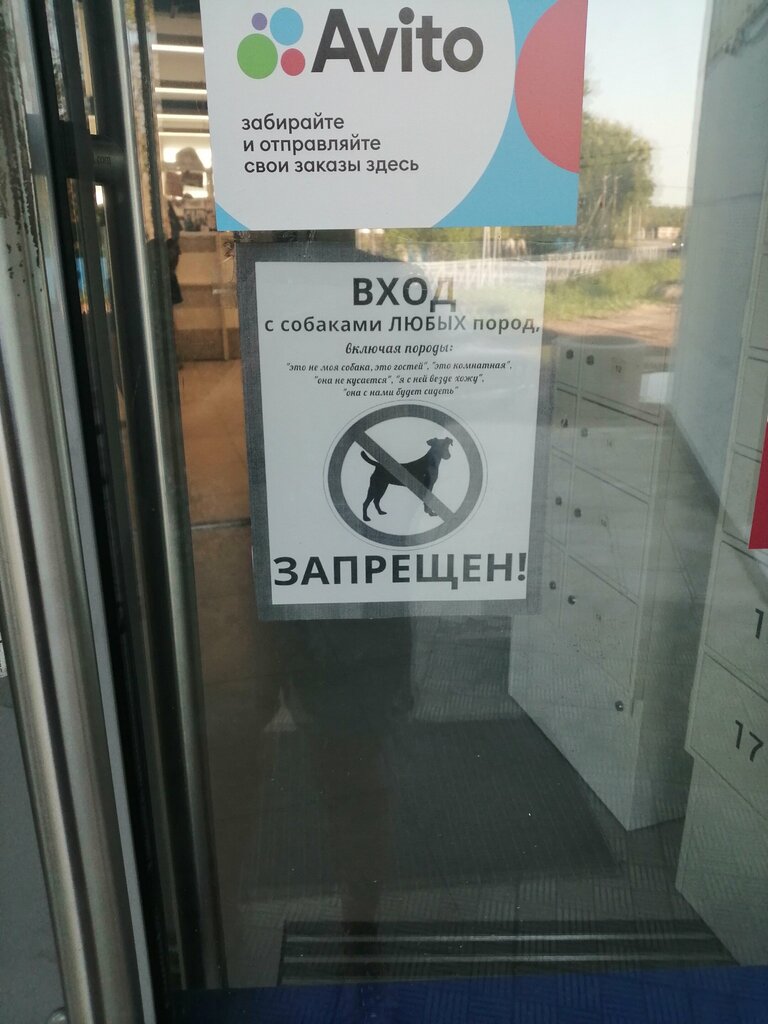 Avito
забирайте
и отправляйте
свои заказы здесь
ВХОД
с собаками ЛЮБЫХ пород,
включая породы:
"это не моя собака, это гостей", "это комнатная",
"она не кусается", "я с ней везде хожу",
"она с нами будет сидеть"
ЗАПРЕЩЕН!
17